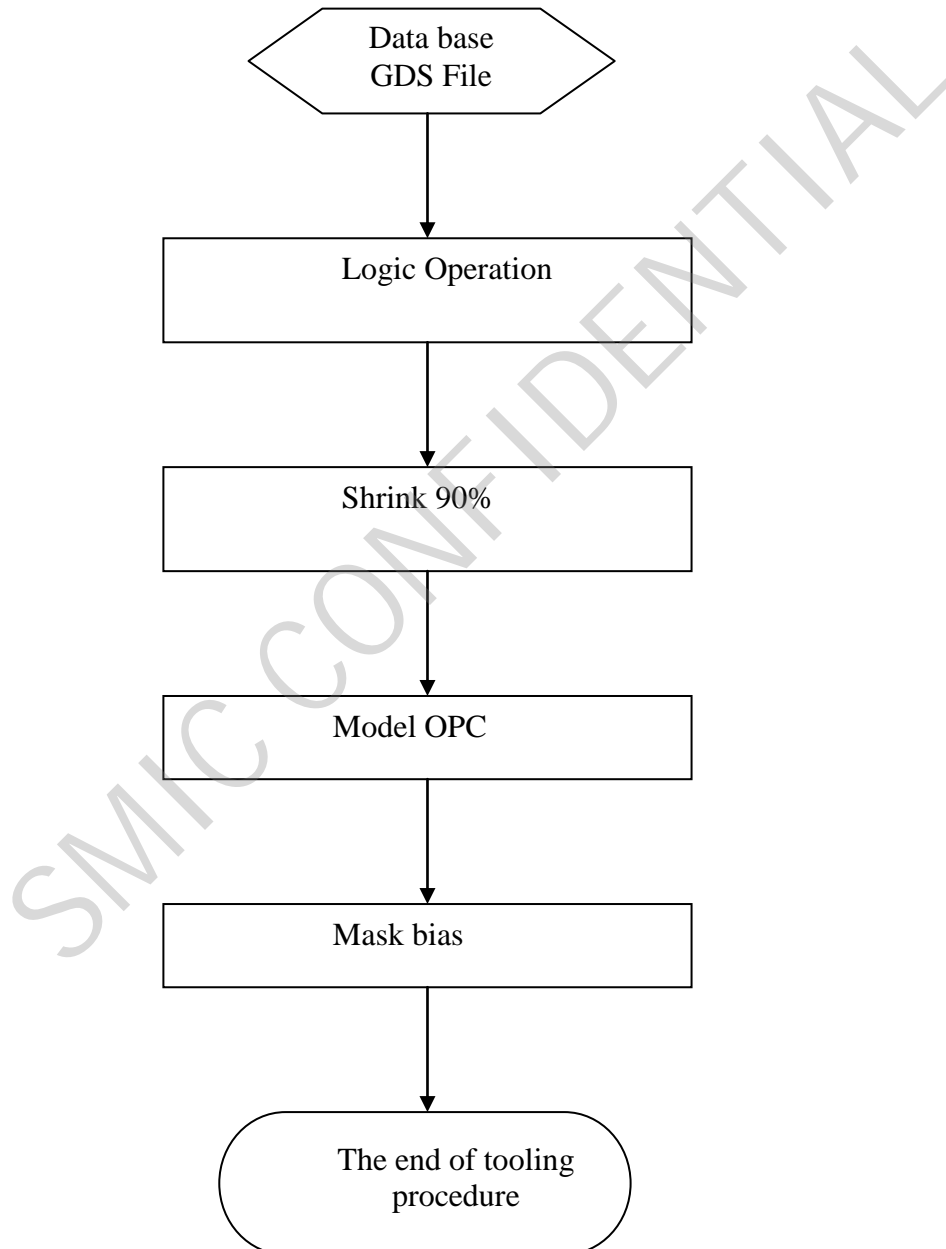 Data base
GDS File
Logic Operation
Shrink 90%
Model OPC
Mask bias
The end of tooling
procedure
SMIC CONFIDENTIAL